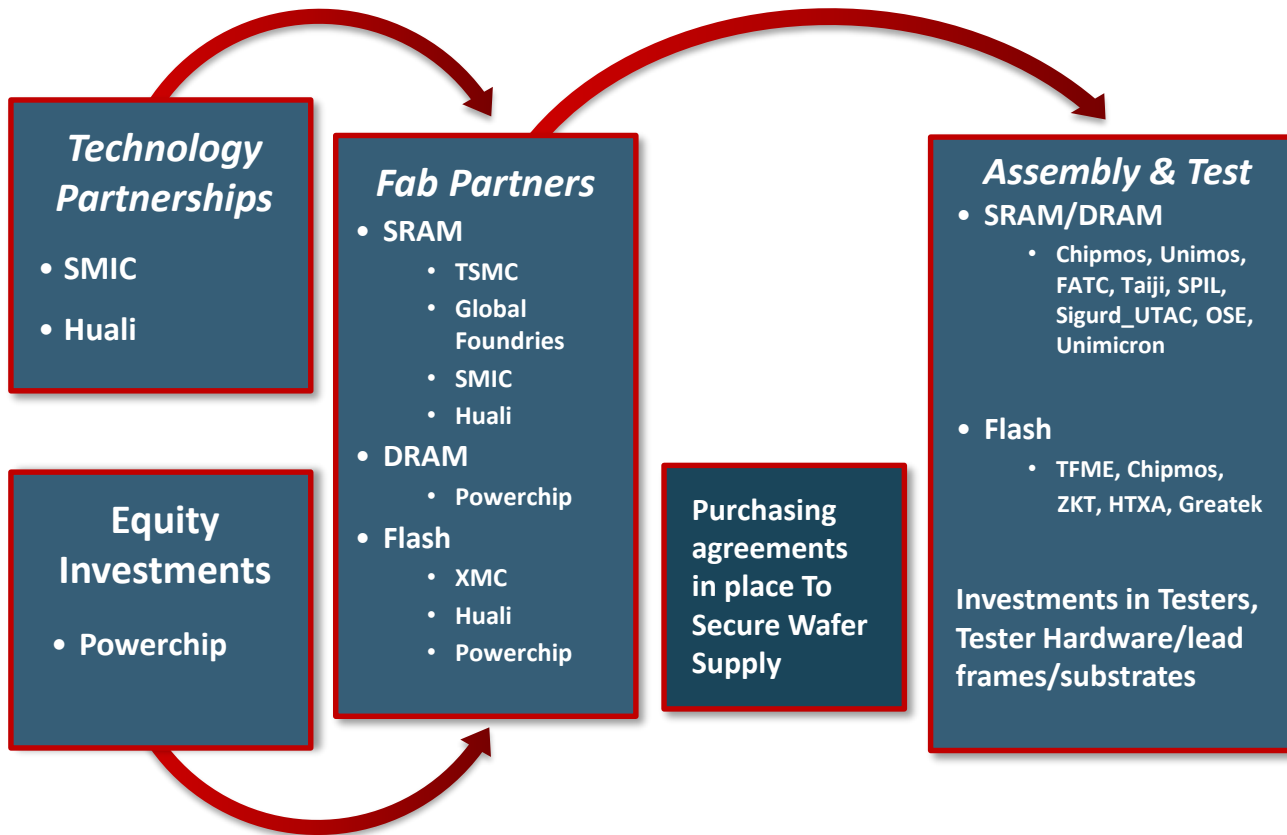 Technology
Partnerships
• SMIC
• Huali
Equity
Investments
• Powerchip
Fab Partners
• SRAM
• TSMC
• Global
Foundries
• SMIC
• Huali
• DRAM
• Powerchip
• Flash
• XMC
• Huali
• Powerchip
Purchasing
agreements
in place To
Secure Wafer
Supply
Assembly & Test
• SRAM/DRAM
• Chipmos, Unimos,
FATC, Taiji, SPIL,
Sigurd_UTAC, OSE,
Unimicron
• Flash
• TFME, Chipmos,
ZKT, HTXA, Greatek
Investments in Testers,
Tester Hardware/lead
frames/substrates